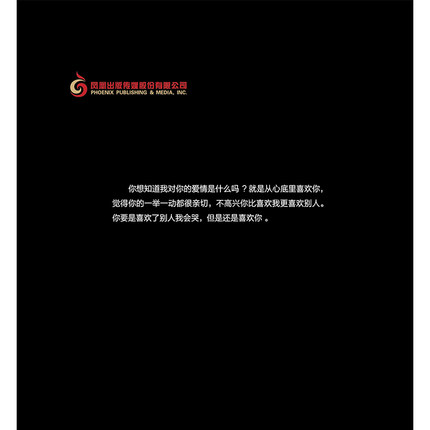 凤凰出版传媒股份有限公司
PHOENIX PUBLISHING & MEDIA, INC.
你想知道我对你的爱情是什么吗？就是从心底里喜欢你，
觉得你的一举一动都很亲切，不高兴你比喜欢我更喜欢别人。
你要是喜欢了别人我会哭，但是还是喜欢你。